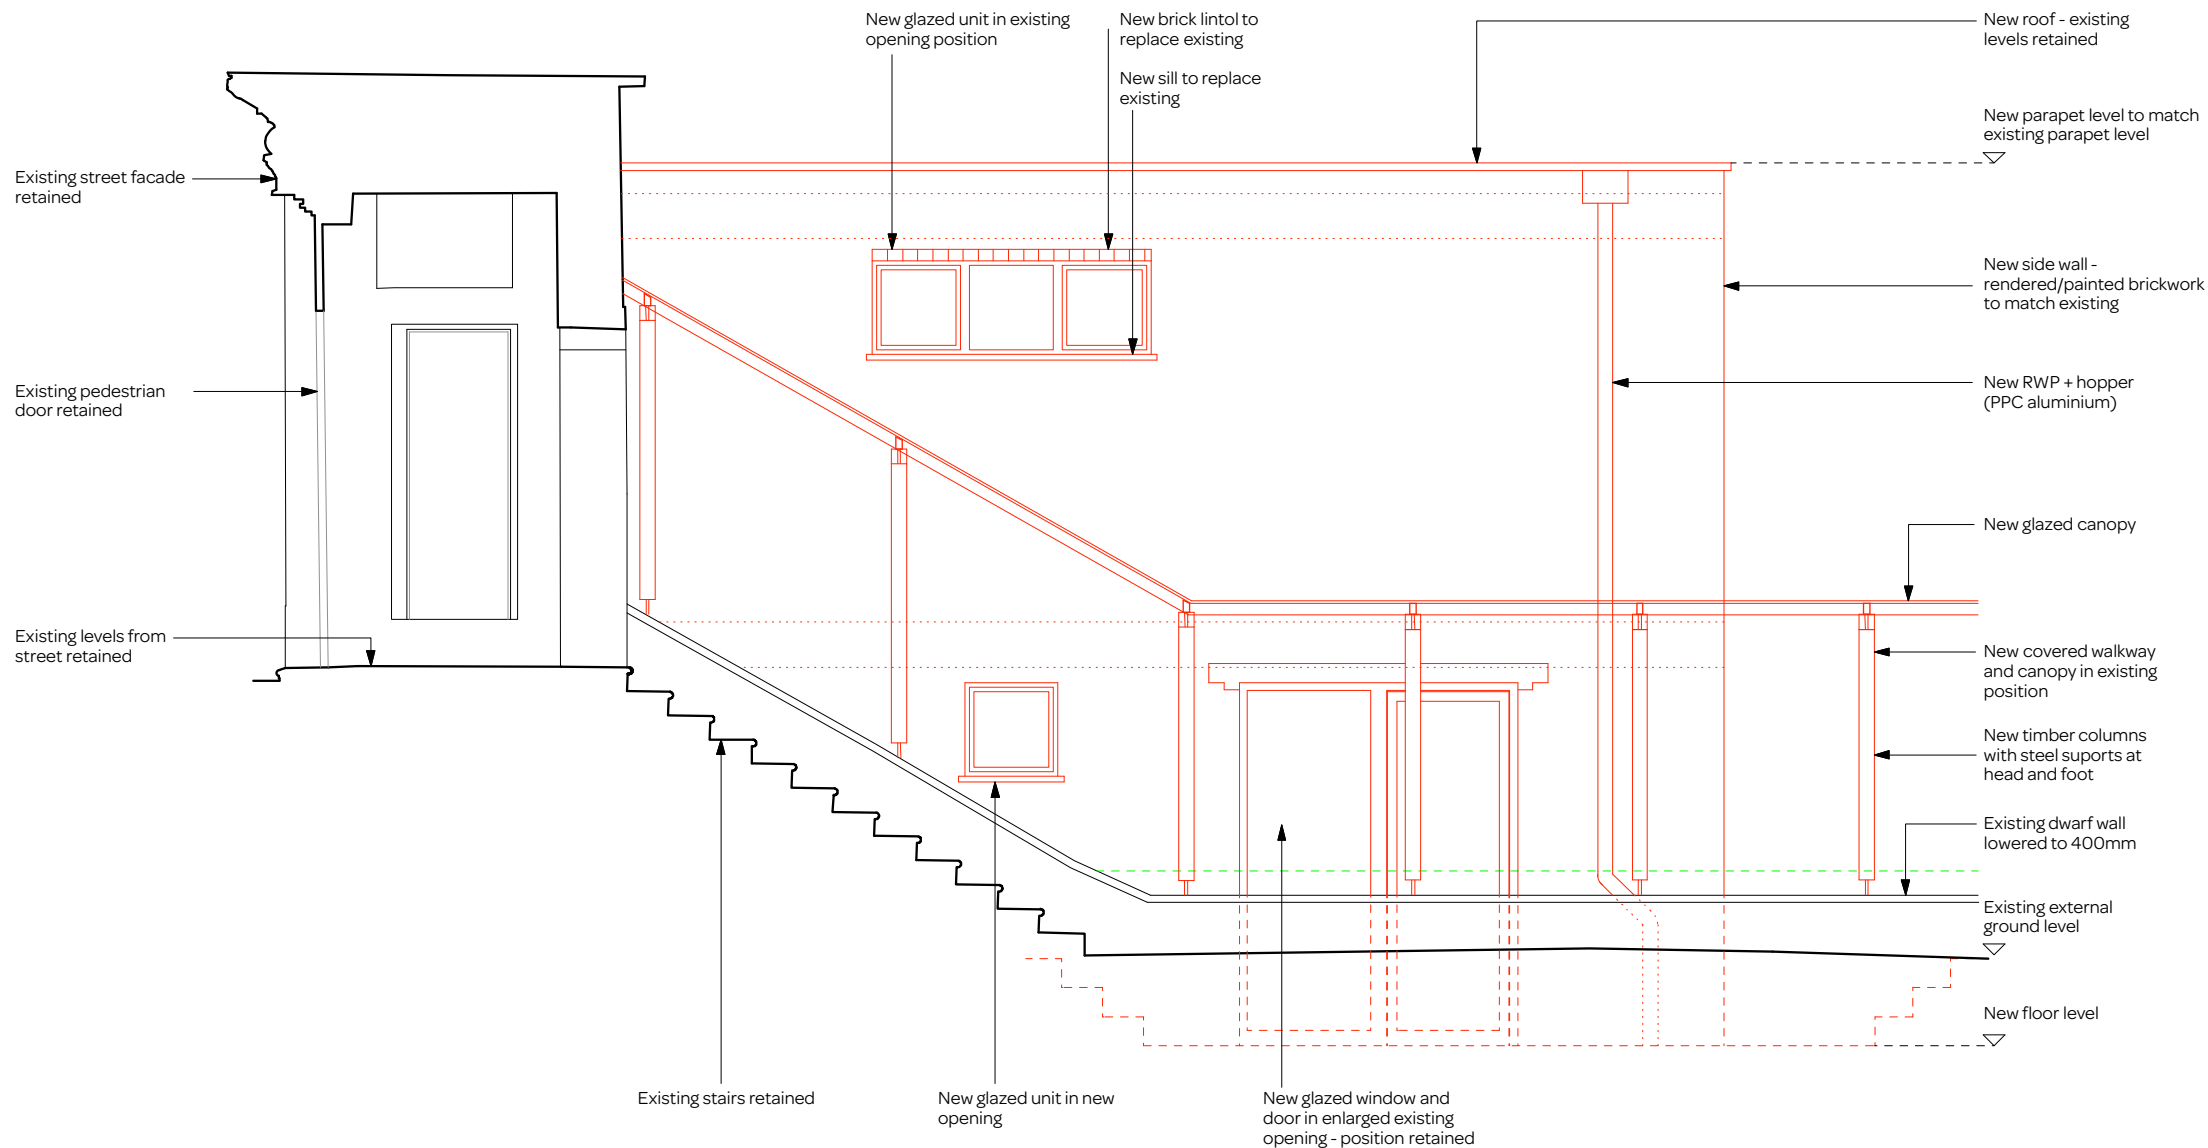 New glazed unit in existing
opening position
New brick lintol to
replace existing
New sill to replace
existing
New roof - existing
levels retained
New parapet level to match
existing parapet level
Existing street facade
retained
New side wall -
rendered/painted brickwork
to match existing
Existing pedestrian
door retained
New RWP + hopper
(PPC aluminium)
New glazed canopy
Existing levels from
street retained
New covered walkway
and canopy in existing
position
New timber columns
with steel suports at
head and foot
Existing dwarf wall
lowered to 400mm
Existing external
ground level
New floor level
Existing stairs retained
New glazed unit in new
opening
New glazed window and
door in enlarged existing
opening - position retained